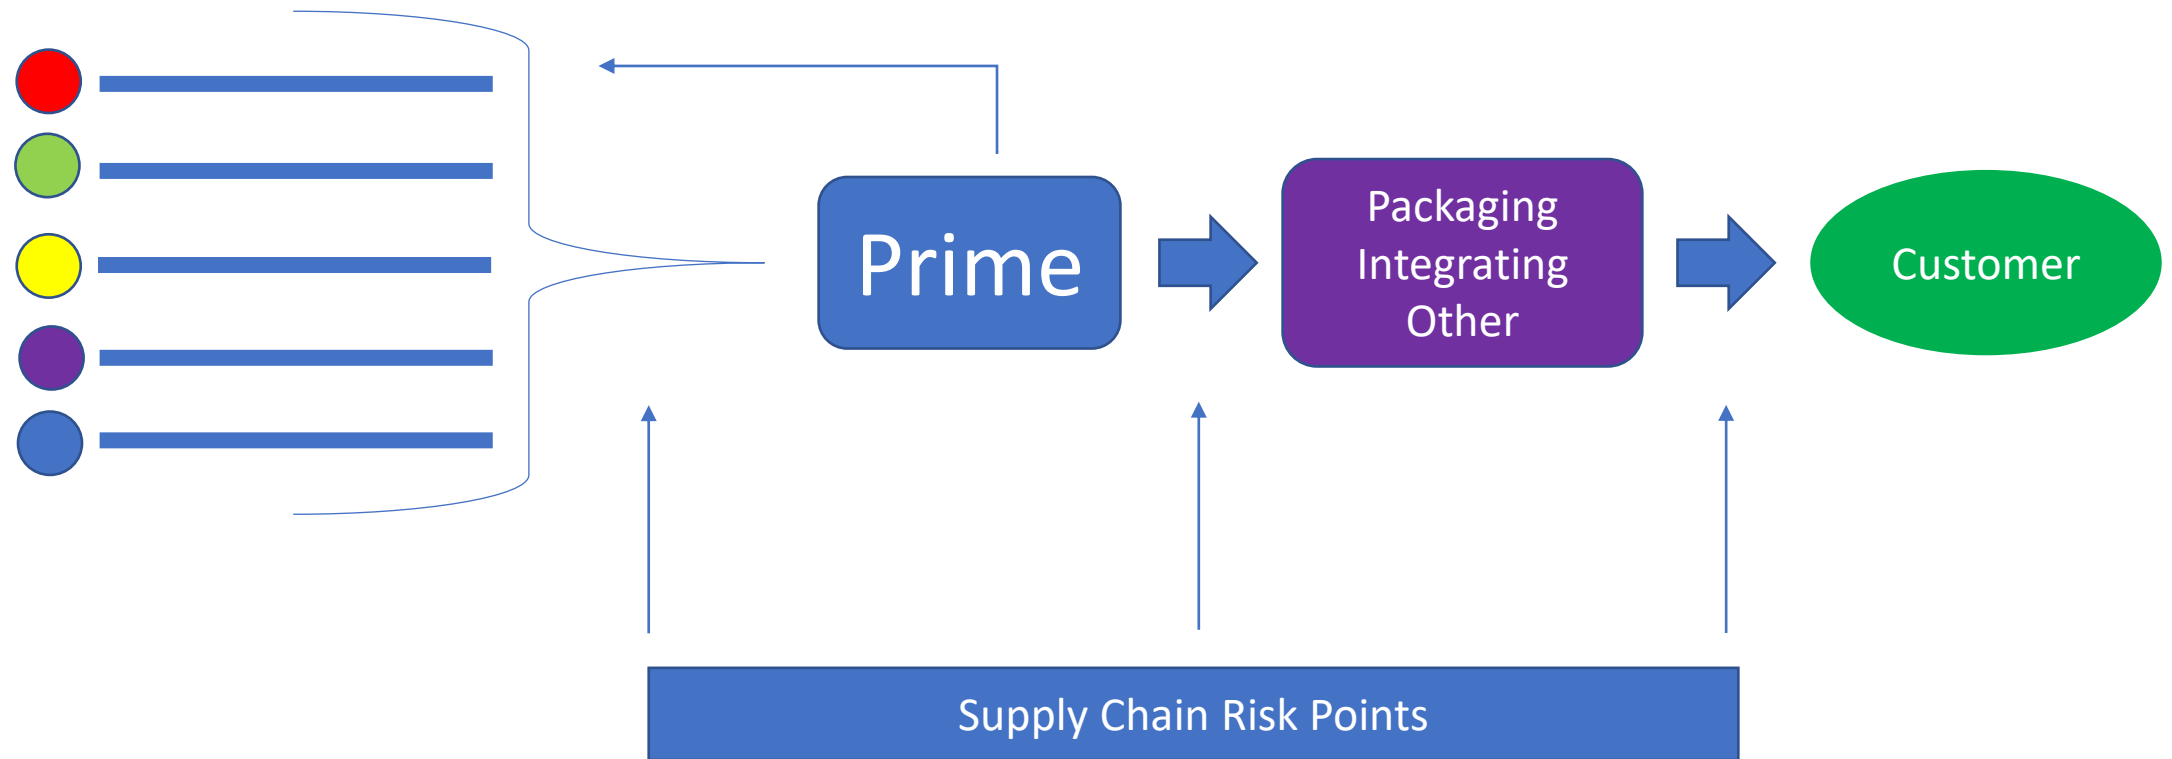 Prime
Packaging
Integrating
Other
Customer
Supply Chain Risk Points